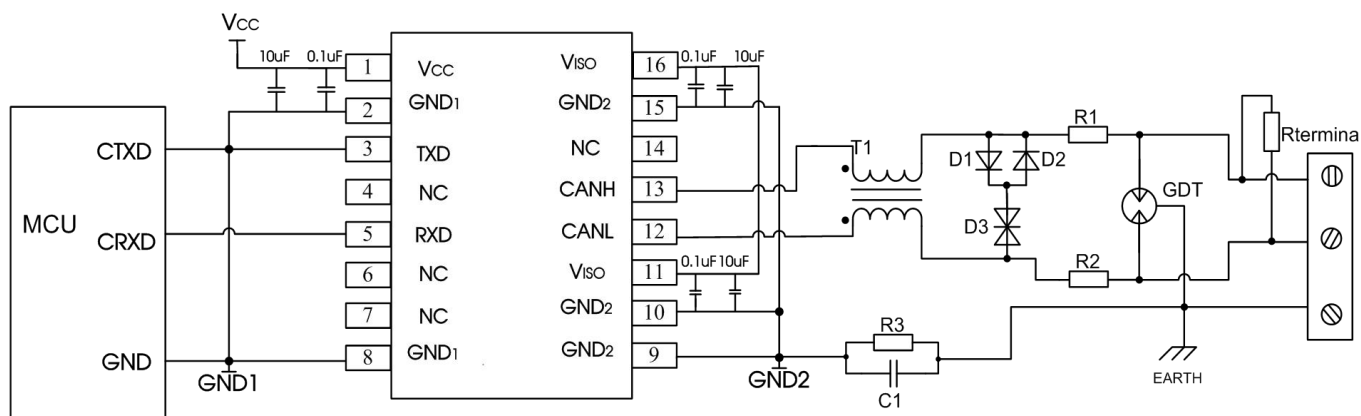 VCC
10uF 0.1uF
MCU
CTXD
CRXD
GND
GND1
1 VCC
2 GND1
3 TXD
4 NC
5 RXD
6 NC
7 NC
8 GND1
VISO 16
GND2 15
NC 14
CANH 13
CANL 12
VISO 11
GND2 10
GND2 9
0.1uF 10uF
0.1uF 10uF
GND2
T1
D1
D2
D3
R1
R2
GDT
Rtermina
R3
C1
EARTH